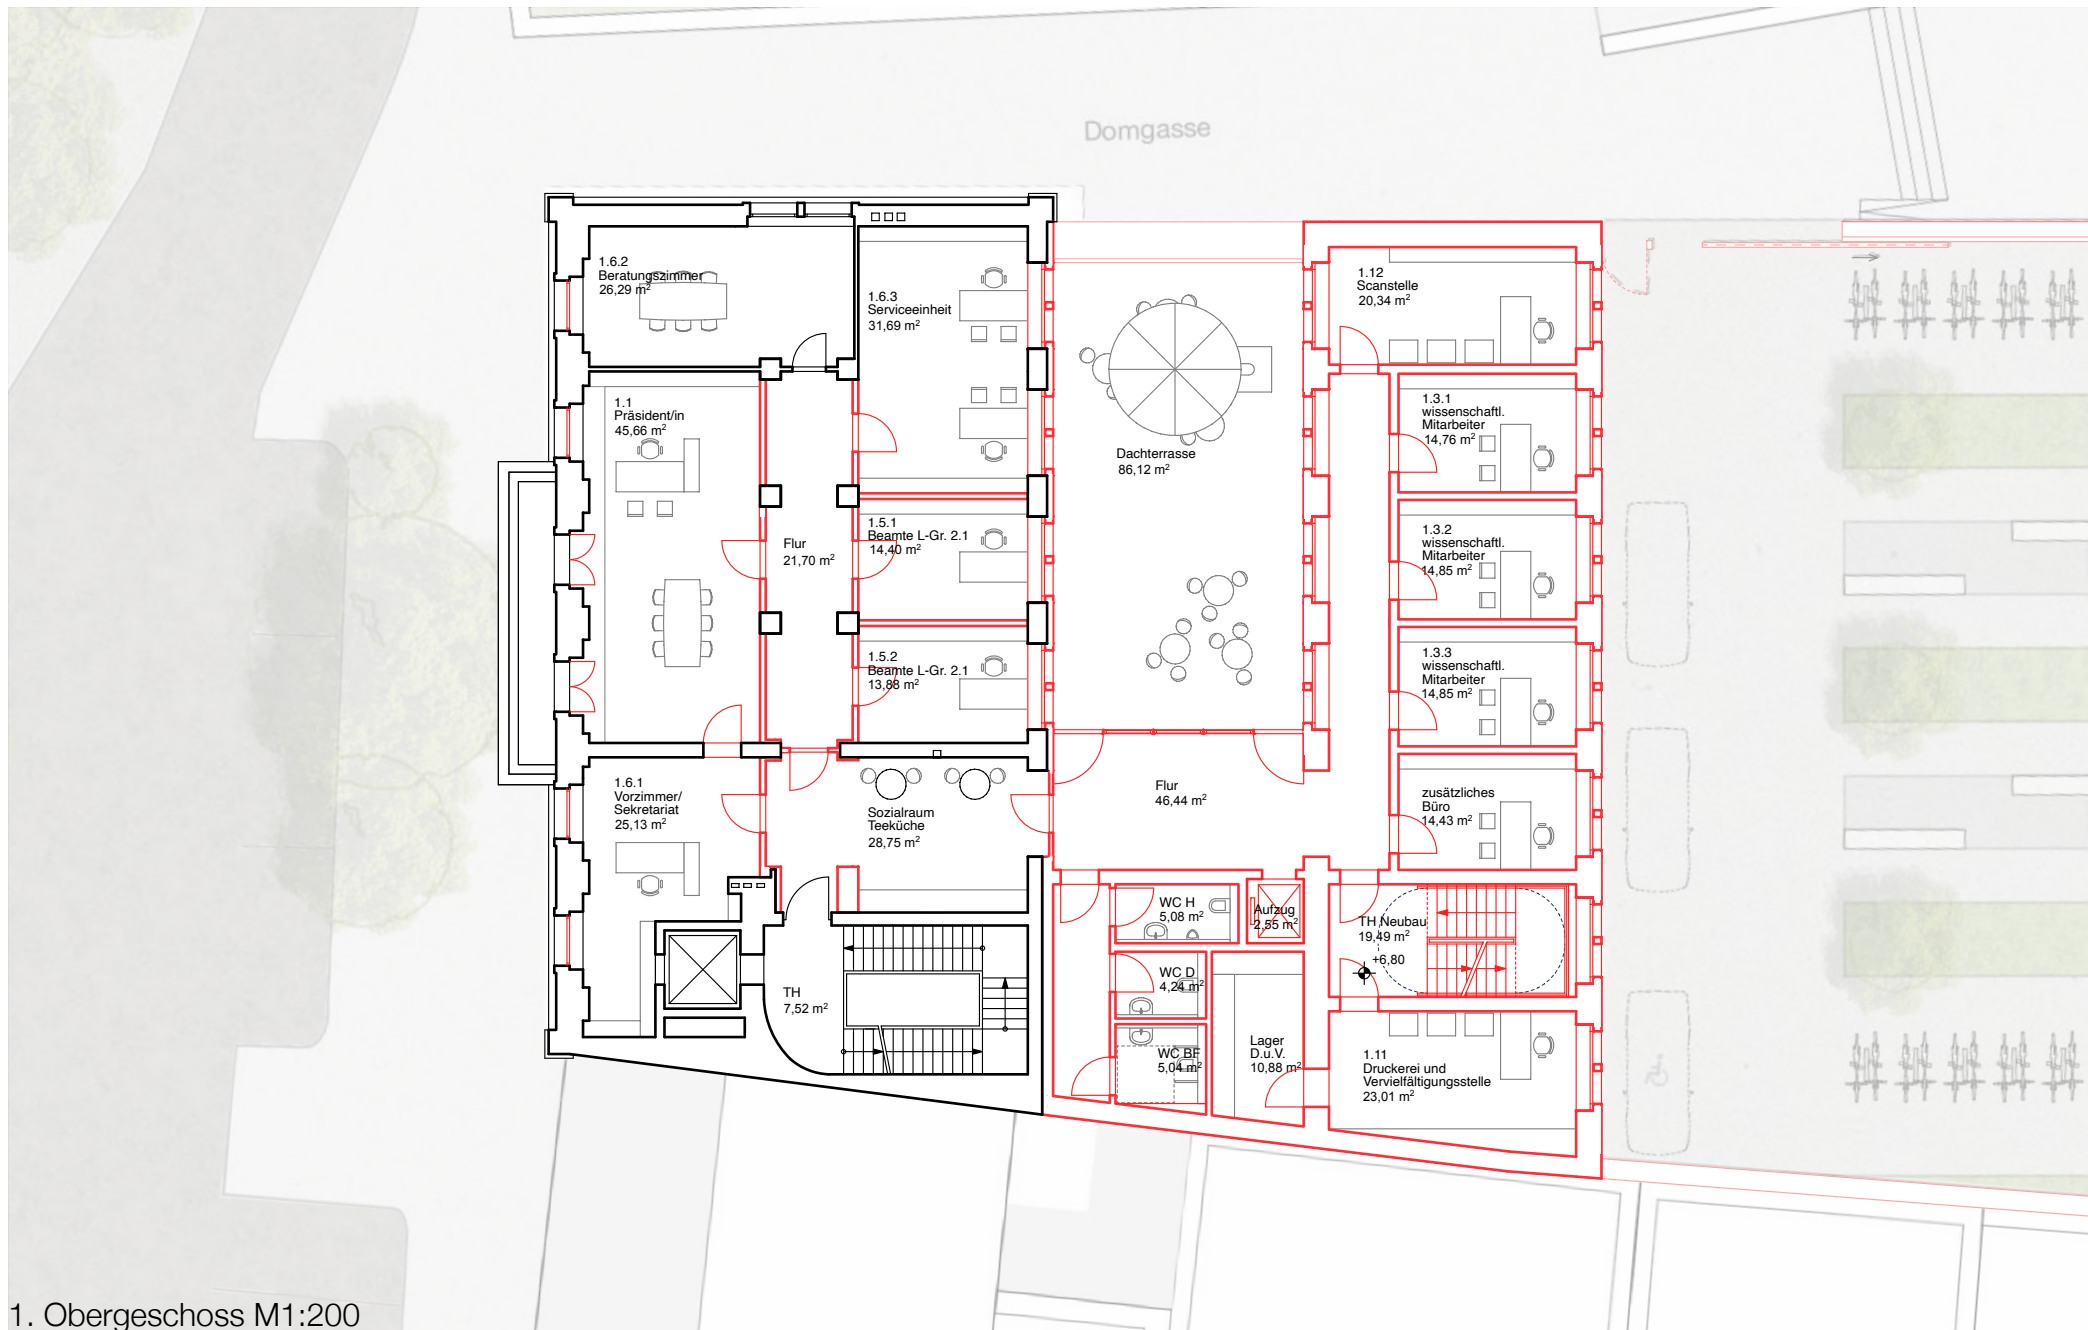 Domgasse
1.6.2
Beratungszimmer
26,29 m²
1.6.3
Serviceeinheit
31,69 m²
1.12
Scanstelle
20,34 m²
1.1
Präsident/in
45,66 m²
1.3.1
wissenschaftl.
Mitarbeiter
14,76 m²
Dachterrasse
86,12 m²
1.5.1
Beamte L-Gr. 2.1
14,40 m²
Flur
21,70 m²
1.3.2
wissenschaftl.
Mitarbeiter
14,85 m²
1.5.2
Beamte L-Gr. 2.1
13,88 m²
1.3.3
wissenschaftl.
Mitarbeiter
14,85 m²
1.6.1
Vorzimmer/
Sekretariat
25,13 m²
Sozialraum
Teeküche
28,75 m²
Flur
46,44 m²
zusätzliches
Büro
14,43 m²
WC H
5,08 m²
Aufzug
2,55 m²
TH Neubau
19,49 m²
+6,80
WC D
4,24 m²
TH
7,52 m²
WC BF
5,04 m²
Lager
D.u.V.
10,88 m²
1.11
Druckerei und
Vervielfältigungsstelle
23,01 m²
1. Obergeschoss M1:200